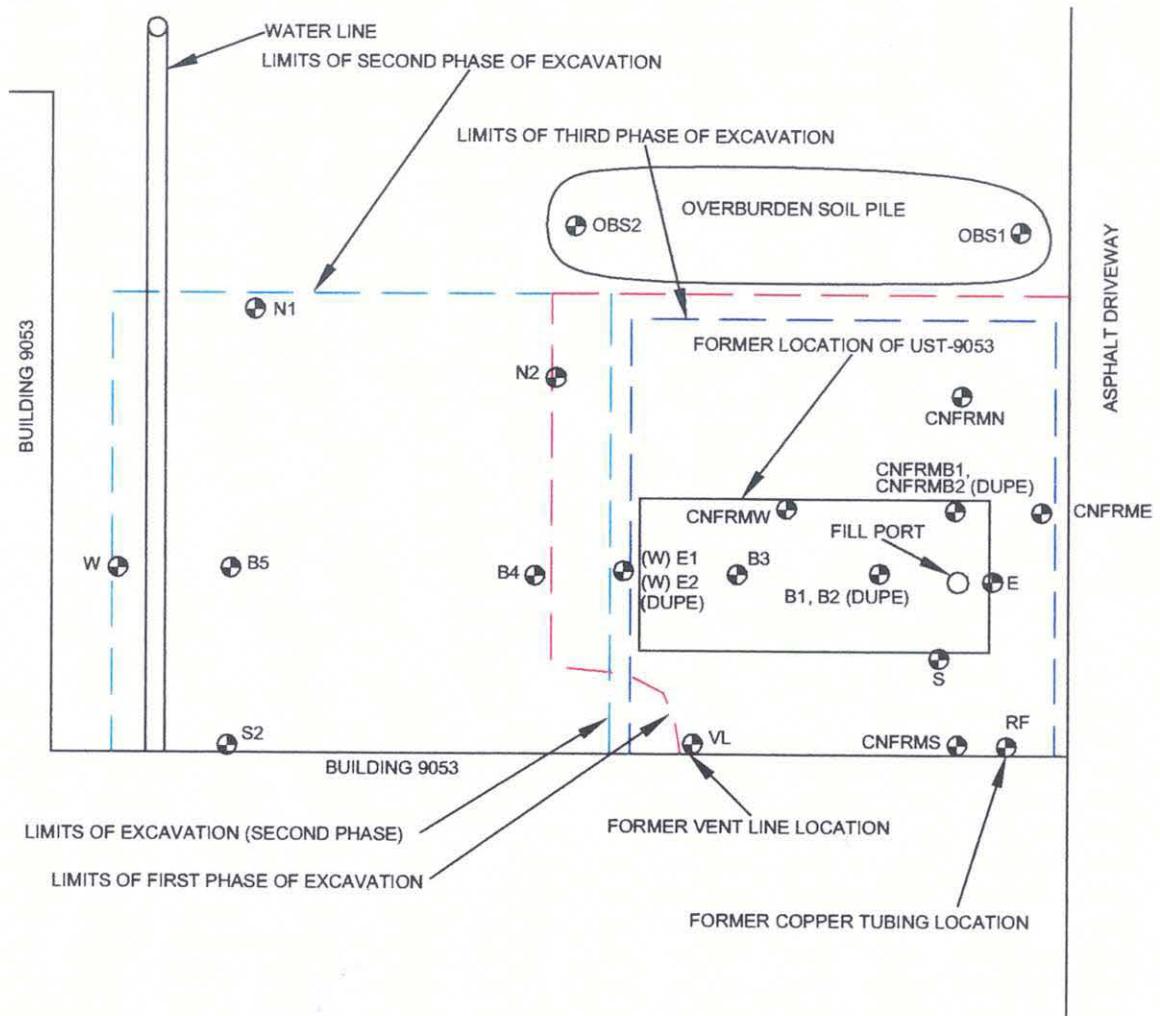 WATER LINE
LIMITS OF SECOND PHASE OF EXCAVATION
LIMITS OF THIRD PHASE OF EXCAVATION
OVERBURDEN SOIL PILE
OBS2
OBS1
ASPHALT DRIVEWAY
BUILDING 9053
N1
FORMER LOCATION OF UST-9053
N2
CNFRMN
CNFRMB1,
CNFRMB2 (DUPE)
CNFRMW
CNFRME
FILL PORT
W
B5
B4
(W) E1
(W) E2
(DUPE)
B3
B1, B2 (DUPE)
E
S
S2
VL
CNFRMS
RF
BUILDING 9053
LIMITS OF EXCAVATION (SECOND PHASE)
FORMER VENT LINE LOCATION
LIMITS OF FIRST PHASE OF EXCAVATION
FORMER COPPER TUBING LOCATION